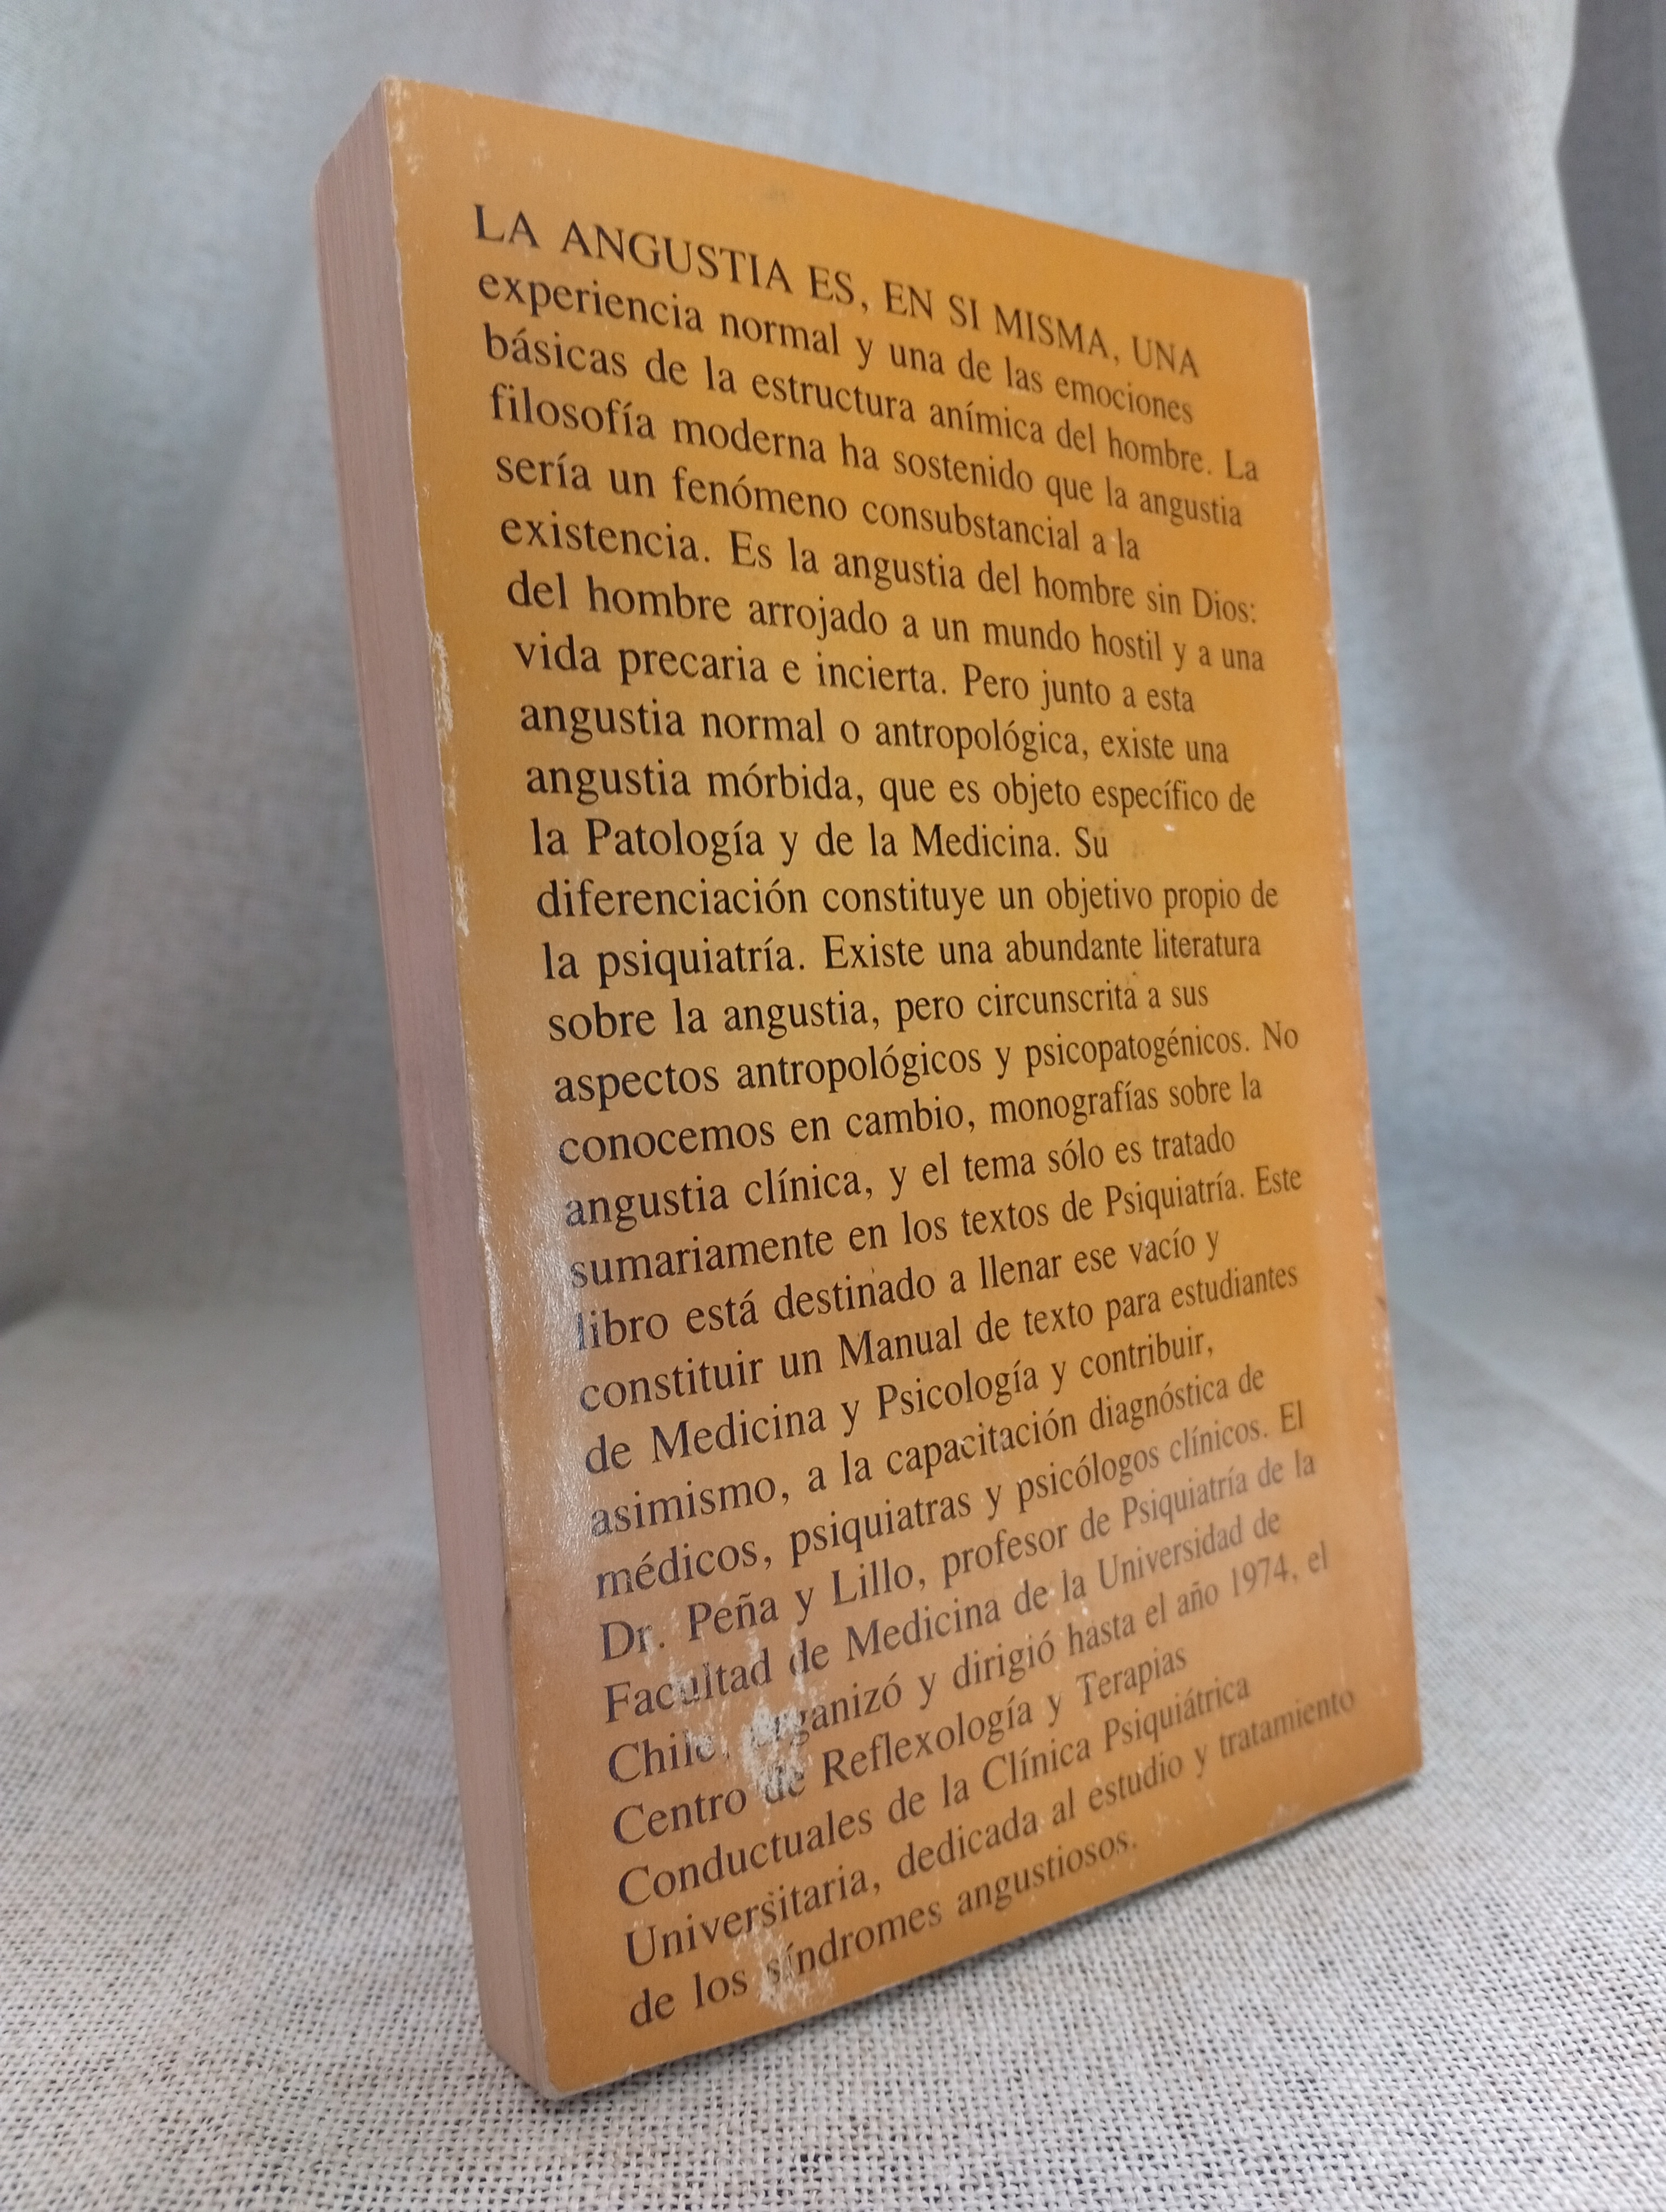 LA ANGUSTIA ES, EN SI MISMA, UNA
experiencia normal y una de las emociones
básicas de la estructura anímica del hombre. La
filosofía moderna ha sostenido que la angustia
sería un fenómeno consubstancial a la
existencia. Es la angustia del hombre sin Dios:
del hombre arrojado a un mundo hostil y a una
vida precaria e incierta. Pero junto a esta
angustia normal o antropológica, existe una
angustia mórbida, que es objeto específico de
la Patología y de la Medicina. Su
diferenciación constituye un objetivo propio de
la psiquiatría. Existe una abundante literatura
sobre la angustia, pero circunscrita a sus
aspectos antropológicos y psicopatogénicos. No
conocemos en cambio, monografías sobre la
angustia clínica, y el tema sólo es tratado
sumariamente en los textos de Psiquiatría. Este
libro está destinado a llenar ese vacío y
constituir un Manual de texto para estudiantes
de Medicina y Psicología y contribuir,
asimismo, a la capacitación diagnóstica de
médicos, psiquiatras y psicólogos clínicos. El
Dr. Peña y Lillo, profesor de Psiquiatría de la
Facultad de Medicina de la Universidad de
Chile, organizó y dirigió hasta el año 1974, el
Centro de Reflexología y Terapias
Conductuales de la Clínica Psiquiátrica
Universitaria, dedicada al estudio y tratamiento
de los síndromes angustiosos.